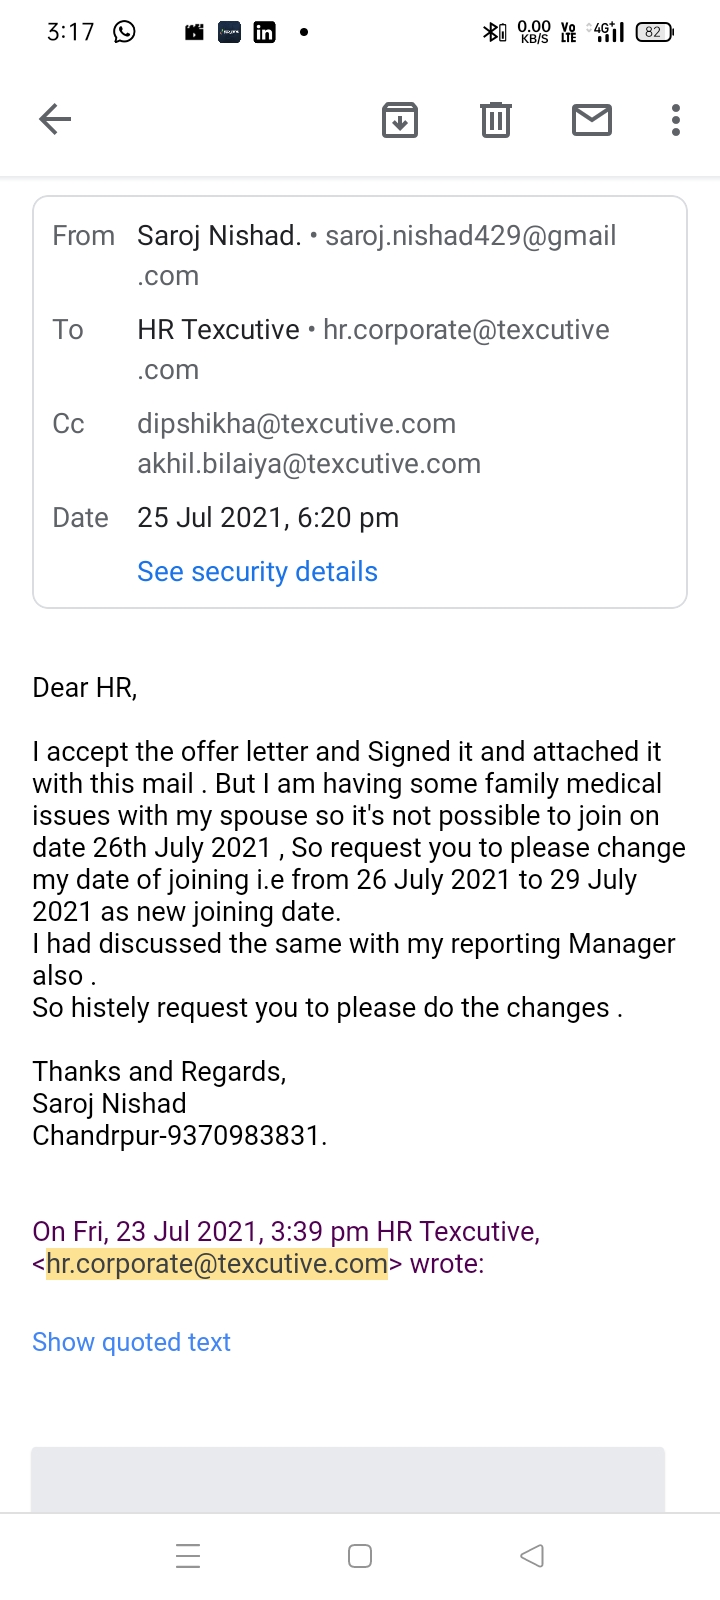 3:17 0.00 KB/S Vo LTE 4G+ 82
From Saroj Nishad. • saroj.nishad429@gmail
.com
To HR Texcutive • hr.corporate@texcutive
.com
Cc dipshikha@texcutive.com
akhil.bilaiya@texcutive.com
Date 25 Jul 2021, 6:20 pm
See security details
Dear HR,
I accept the offer letter and Signed it and attached it
with this mail . But I am having some family medical
issues with my spouse so it's not possible to join on
date 26th July 2021 , So request you to please change
my date of joining i.e from 26 July 2021 to 29 July
2021 as new joining date.
I had discussed the same with my reporting Manager
also .
So histely request you to please do the changes .
Thanks and Regards,
Saroj Nishad
Chandrpur-9370983831.
On Fri, 23 Jul 2021, 3:39 pm HR Texcutive,
<hr.corporate@texcutive.com> wrote:
Show quoted text